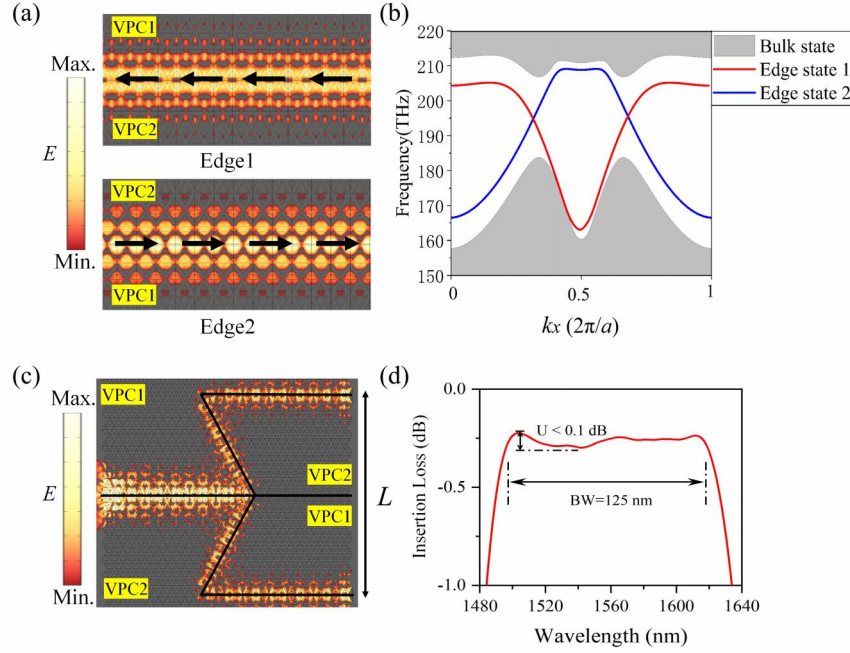 (a)
VPC1
Max.
E
Min.
VPC2
Edge1
VPC2
VPC1
Edge2
(b)
Bulk state
Edge state 1
Edge state 2
220
210
200
190
180
170
160
150
Frequency(THz)
0
0.5
1
kx (2π/a)
(c)
Max.
VPC1
E
VPC2
VPC1
L
VPC2
Min.
(d)
0.0
-0.5
-1.0
Insertion Loss (dB)
U < 0.1 dB
BW=125 nm
1480
1520
1560
1600
1640
Wavelength (nm)